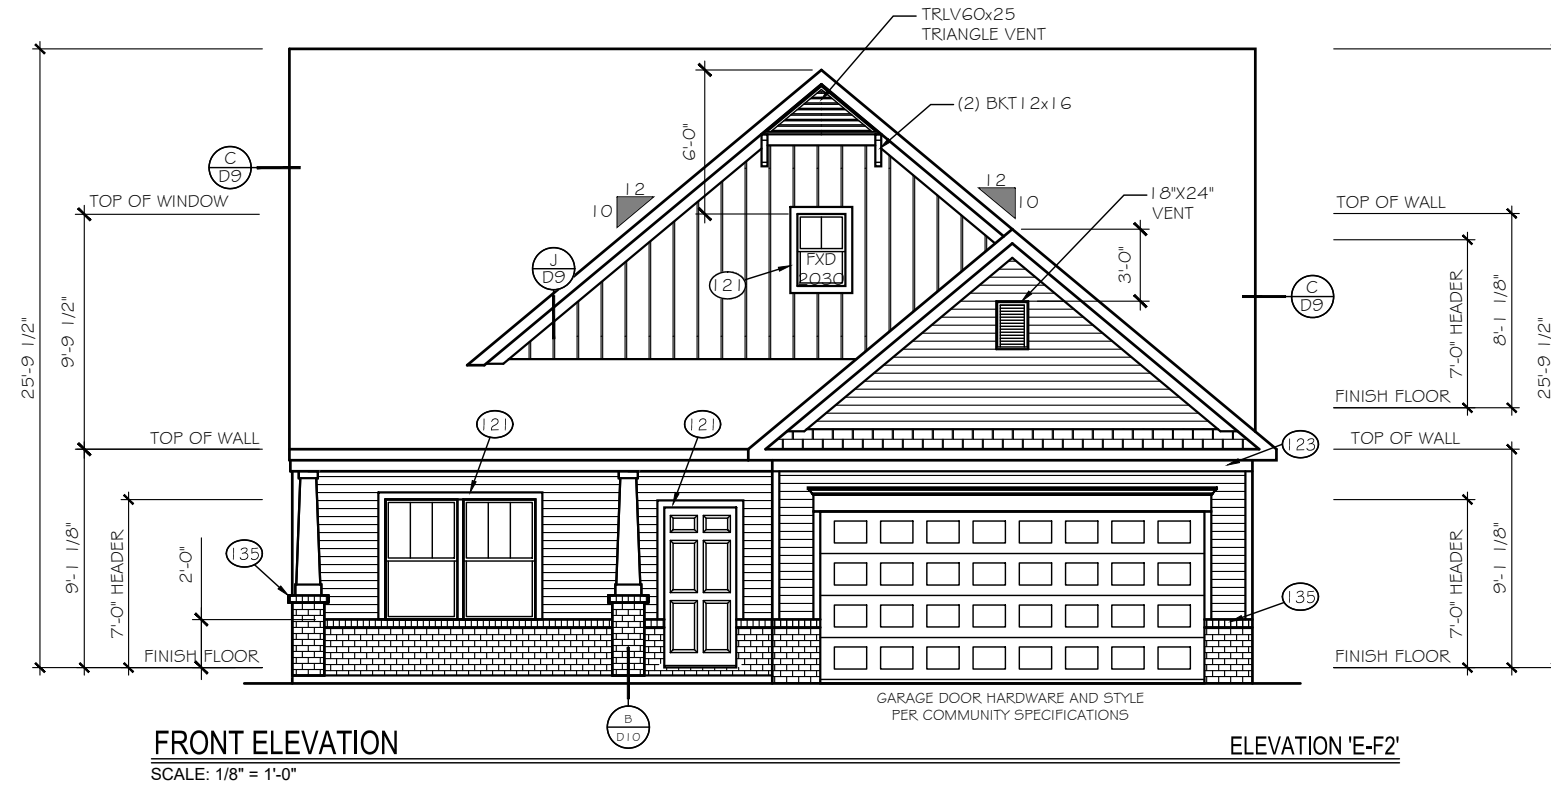 TRLV60x25
TRIANGLE VENT
(2) BKT12x16
6'-0"
C
D9
12
10
12
10
18"X24"
VENT
TOP OF WINDOW
TOP OF WALL
J
D9
FXD
2030
121
3'-0"
C
D9
25'-9 1/2"
9'-9 1/2"
7'-0" HEADER
8'-1 1/8"
25'-9 1/2"
FINISH FLOOR
121
121
TOP OF WALL
TOP OF WALL
123
135
9'-1 1/8"
7'-0" HEADER
2'-0"
135
7'-0" HEADER
9'-1 1/8"
FINISH FLOOR
FINISH FLOOR
GARAGE DOOR HARDWARE AND STYLE
PER COMMUNITY SPECIFICATIONS
B
D10
FRONT ELEVATION
ELEVATION 'E-F2'
SCALE: 1/8" = 1'-0"